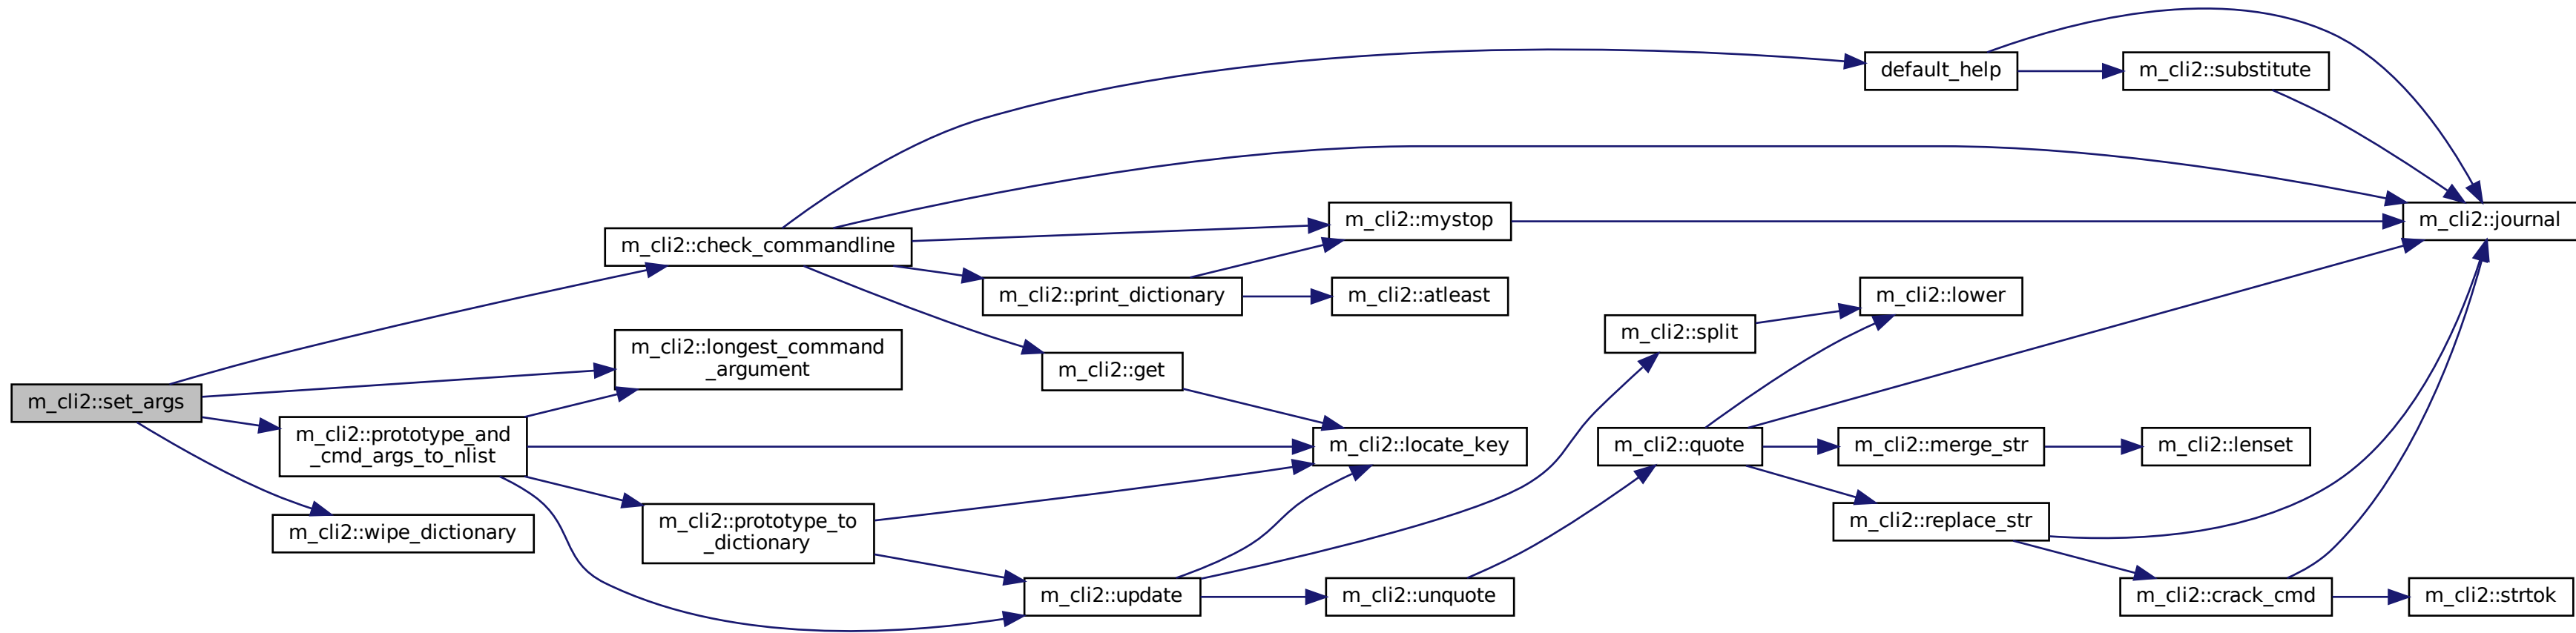 default_help
m_cli2::substitute
m_cli2::mystop
m_cli2::journal
m_cli2::check_commandline
m_cli2::print_dictionary
m_cli2::atleast
m_cli2::lower
m_cli2::split
m_cli2::longest_command
_argument
m_cli2::get
m_cli2::set_args
m_cli2::prototype_and
_cmd_args_to_nlist
m_cli2::locate_key
m_cli2::quote
m_cli2::merge_str
m_cli2::lenset
m_cli2::wipe_dictionary
m_cli2::prototype_to
_dictionary
m_cli2::replace_str
m_cli2::update
m_cli2::unquote
m_cli2::crack_cmd
m_cli2::strtok